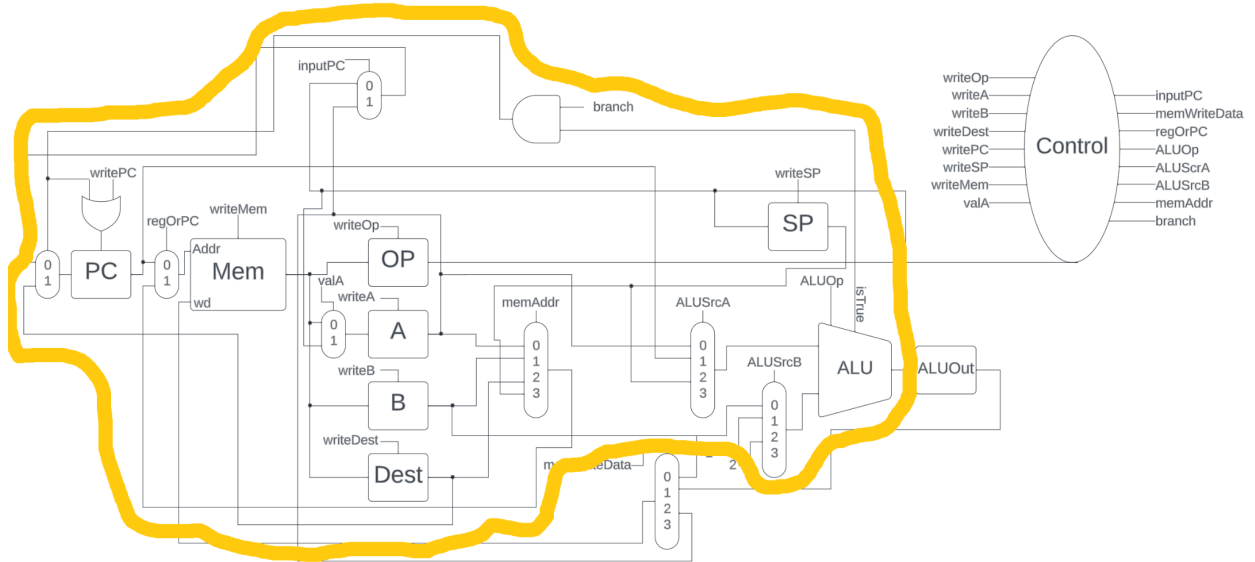 inputPC
0
1
branch
writeOp
writeA
writeB
writeDest
writePC
writeSP
writeMem
valA
Control
inputPC
memWriteData
regOrPC
ALUOp
ALUScrA
ALUSrcB
memAddr
branch
writePC
writeSP
SP
regOrPC
writeMem
writeOp
0
1
PC
0
1
Addr
Mem
wd
OP
valA
0
1
writeA
A
memAddr
0
1
2
3
ALUSrcA
0
1
2
3
ALUOp
isTrue
ALU
ALUOut
ALUSrcB
0
1
2
3
writeB
B
writeDest
Dest
2
0
1
2
3